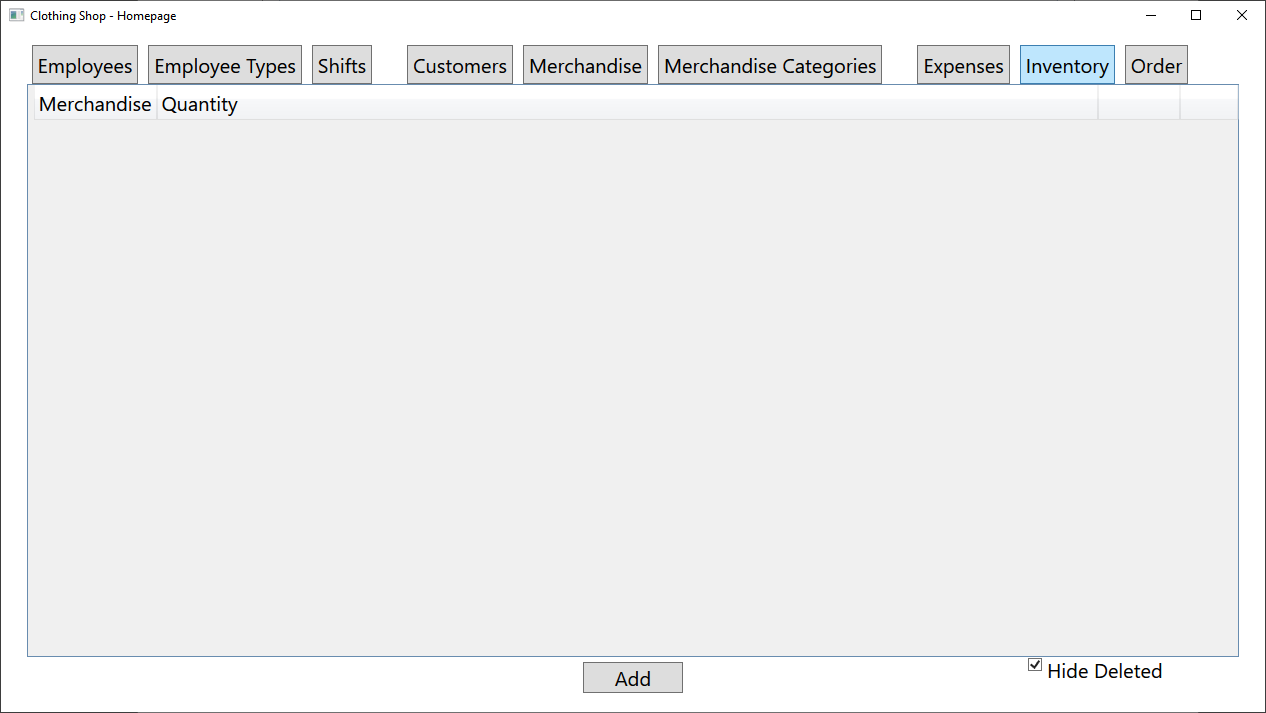 Clothing Shop - Homepage
Employees Employee Types Shifts Customers Merchandise Merchandise Categories Expenses Inventory Order
Merchandise Quantity
Add
Hide Deleted